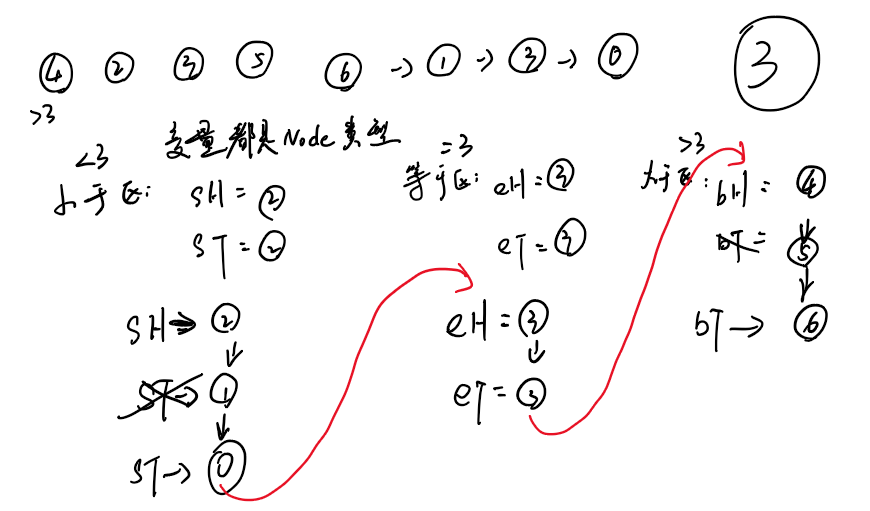 4 2 3 5 6 → 1 → 3 → 0
3
>3
变量都是Node类型
<3
小于区: sH = 2
sT = 2
sH → 2
sT → 1
sT → 0
=3
等于区: eH = 3
eT = 3
eH = 3
eT = 3
>3
大于区: bH = 4
bT = 5
bT → 6